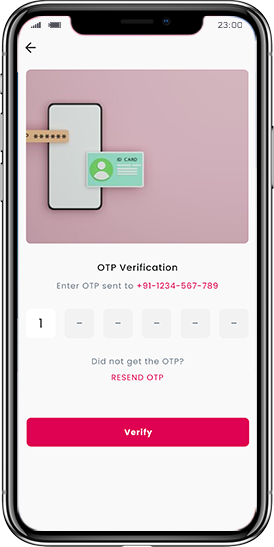 23:00
******
ID CARD
OTP Verification
Enter OTP sent to +91-1234-567-789
1 - - - - -
Did not get the OTP?
RESEND OTP
Verify